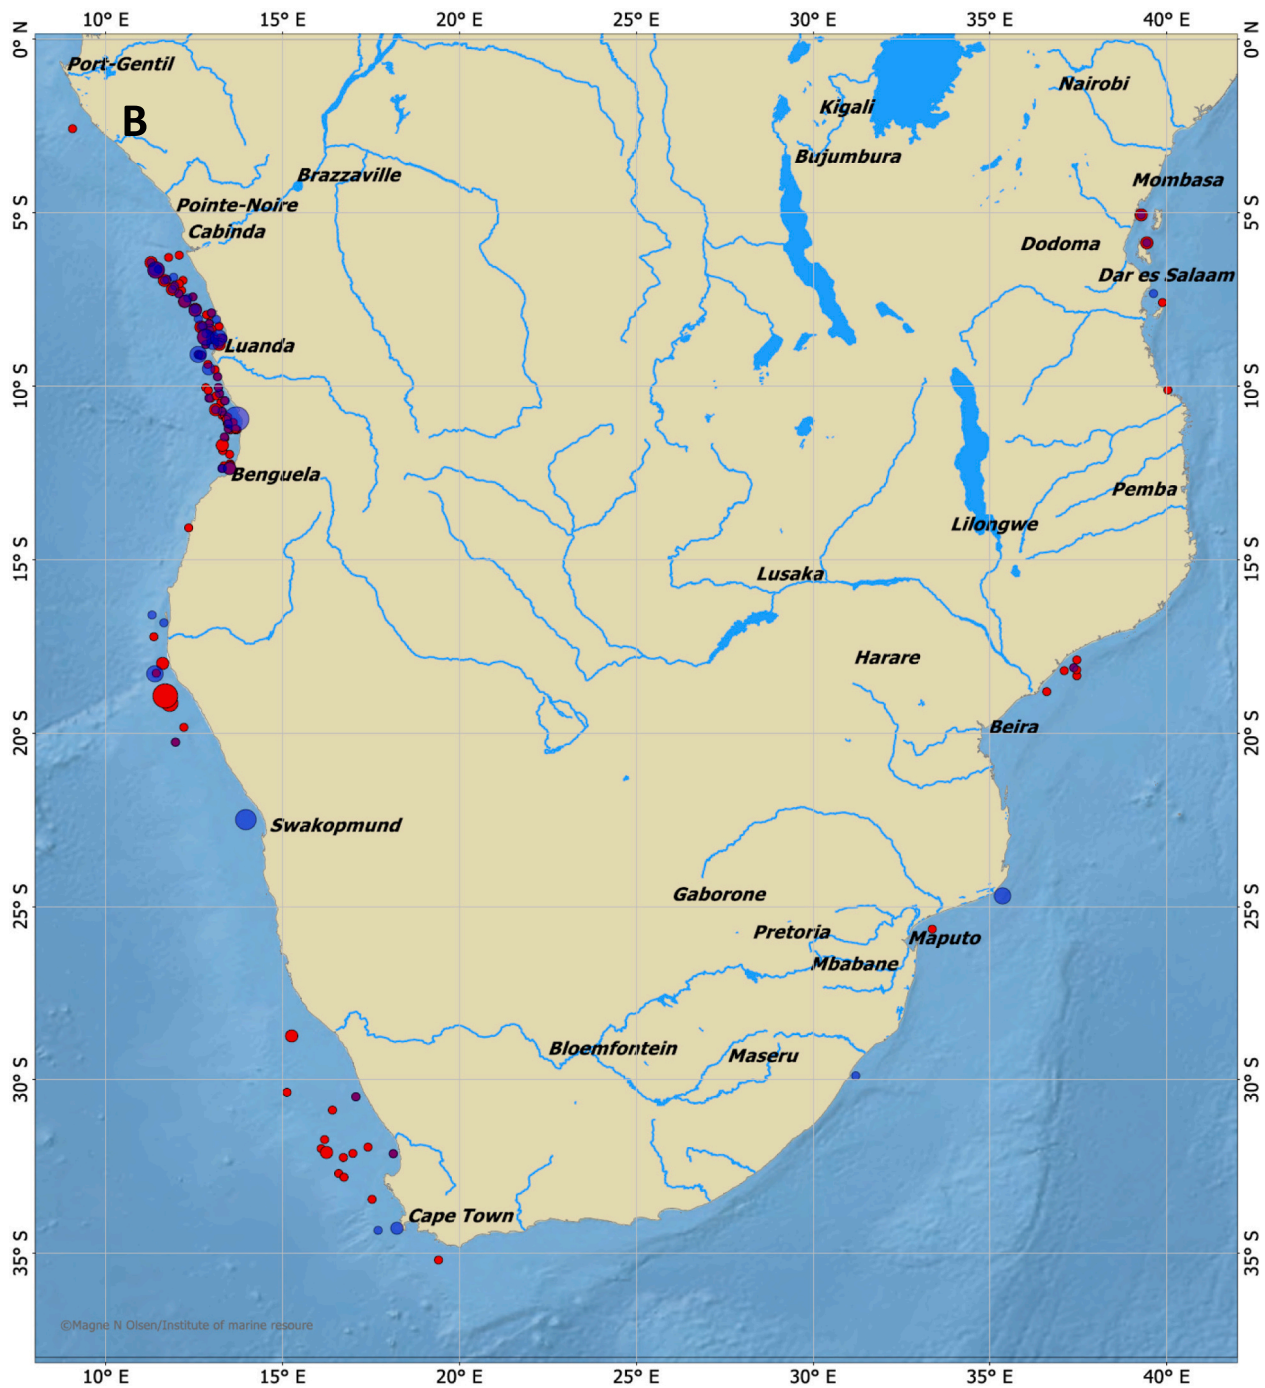 10° E 15° E 20° E 25° E 30° E 35° E 40° E
0° N 0° N
Port-Gentil
Nairobi
B
Kigali
Bujumbura
Brazzaville
Mombasa
Pointe-Noire
5° S 5° S
Cabinda
Dodoma
Dar es Salaam
Luanda
10° S 10° S
Benguela
Pemba
Lilongwe
15° S 15° S
Lusaka
Harare
20° S Beira 20° S
Swakopmund
Gaborone
25° S 25° S
Pretoria Maputo
Mbabane
Bloemfontein Maseru
30° S 30° S
Cape Town
35° S 35° S
©Magne N Olsen/Institute of marine resoure
10° E 15° E 20° E 25° E 30° E 35° E 40° E